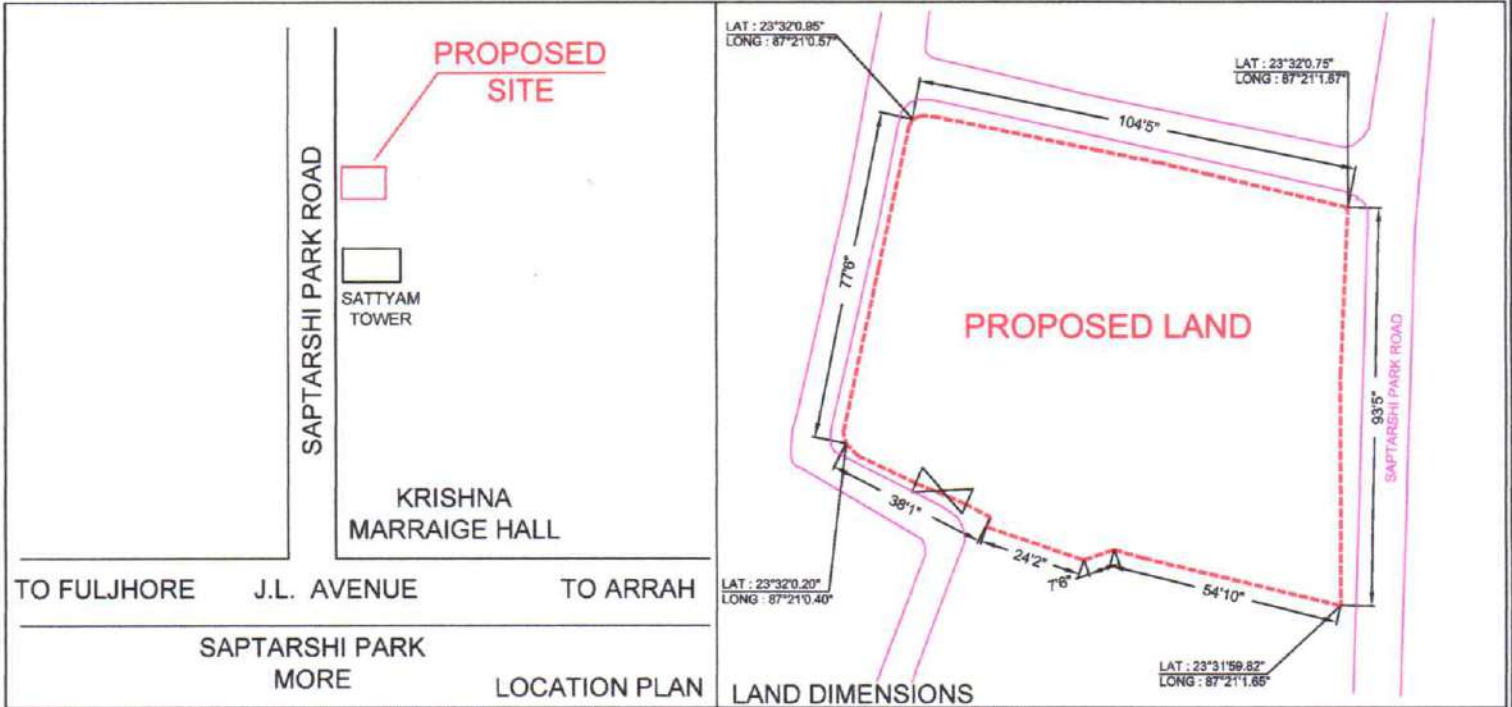 PROPOSED
SITE
SAPTARSHI PARK ROAD
SATTYAM
TOWER
KRISHNA
MARRAIGE HALL
TO FULJHORE J.L. AVENUE TO ARRAH
SAPTARSHI PARK
MORE
LOCATION PLAN
LAT : 23°32'0.95"
LONG : 87°21'0.57"
LAT : 23°32'0.75"
LONG : 87°21'1.67"
104'5"
77'6"
PROPOSED LAND
93'5"
SAPTARSHI PARK ROAD
38'1"
24'2"
7'6"
54'10"
LAT : 23°32'0.20"
LONG : 87°21'0.40"
LAT : 23°31'59.82"
LONG : 87°21'1.65"
LAND DIMENSIONS